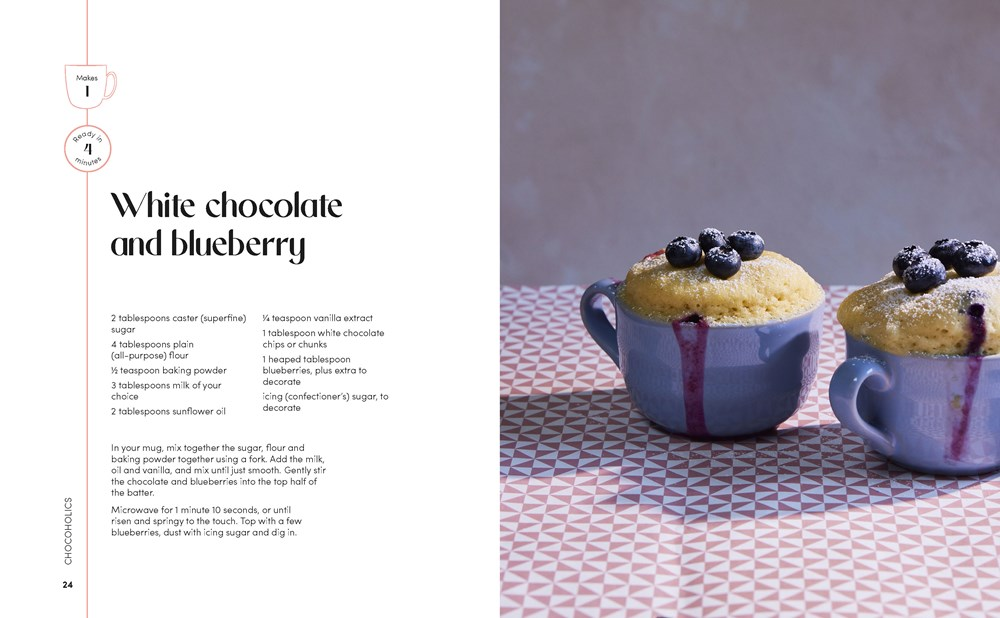 Makes
1
Ready in
4
minutes
White chocolate
and blueberry
2 tablespoons caster (superfine)
sugar
4 tablespoons plain
(all-purpose) flour
½ teaspoon baking powder
3 tablespoons milk of your
choice
2 tablespoons sunflower oil
¼ teaspoon vanilla extract
1 tablespoon white chocolate
chips or chunks
1 heaped tablespoon
blueberries, plus extra to
decorate
icing (confectioner's) sugar, to
decorate
In your mug, mix together the sugar, flour and
baking powder together using a fork. Add the milk,
oil and vanilla, and mix until just smooth. Gently stir
the chocolate and blueberries into the top half of
the batter.
Microwave for 1 minute 10 seconds, or until
risen and springy to the touch. Top with a few
blueberries, dust with icing sugar and dig in.
CHOCOHOLICS
24